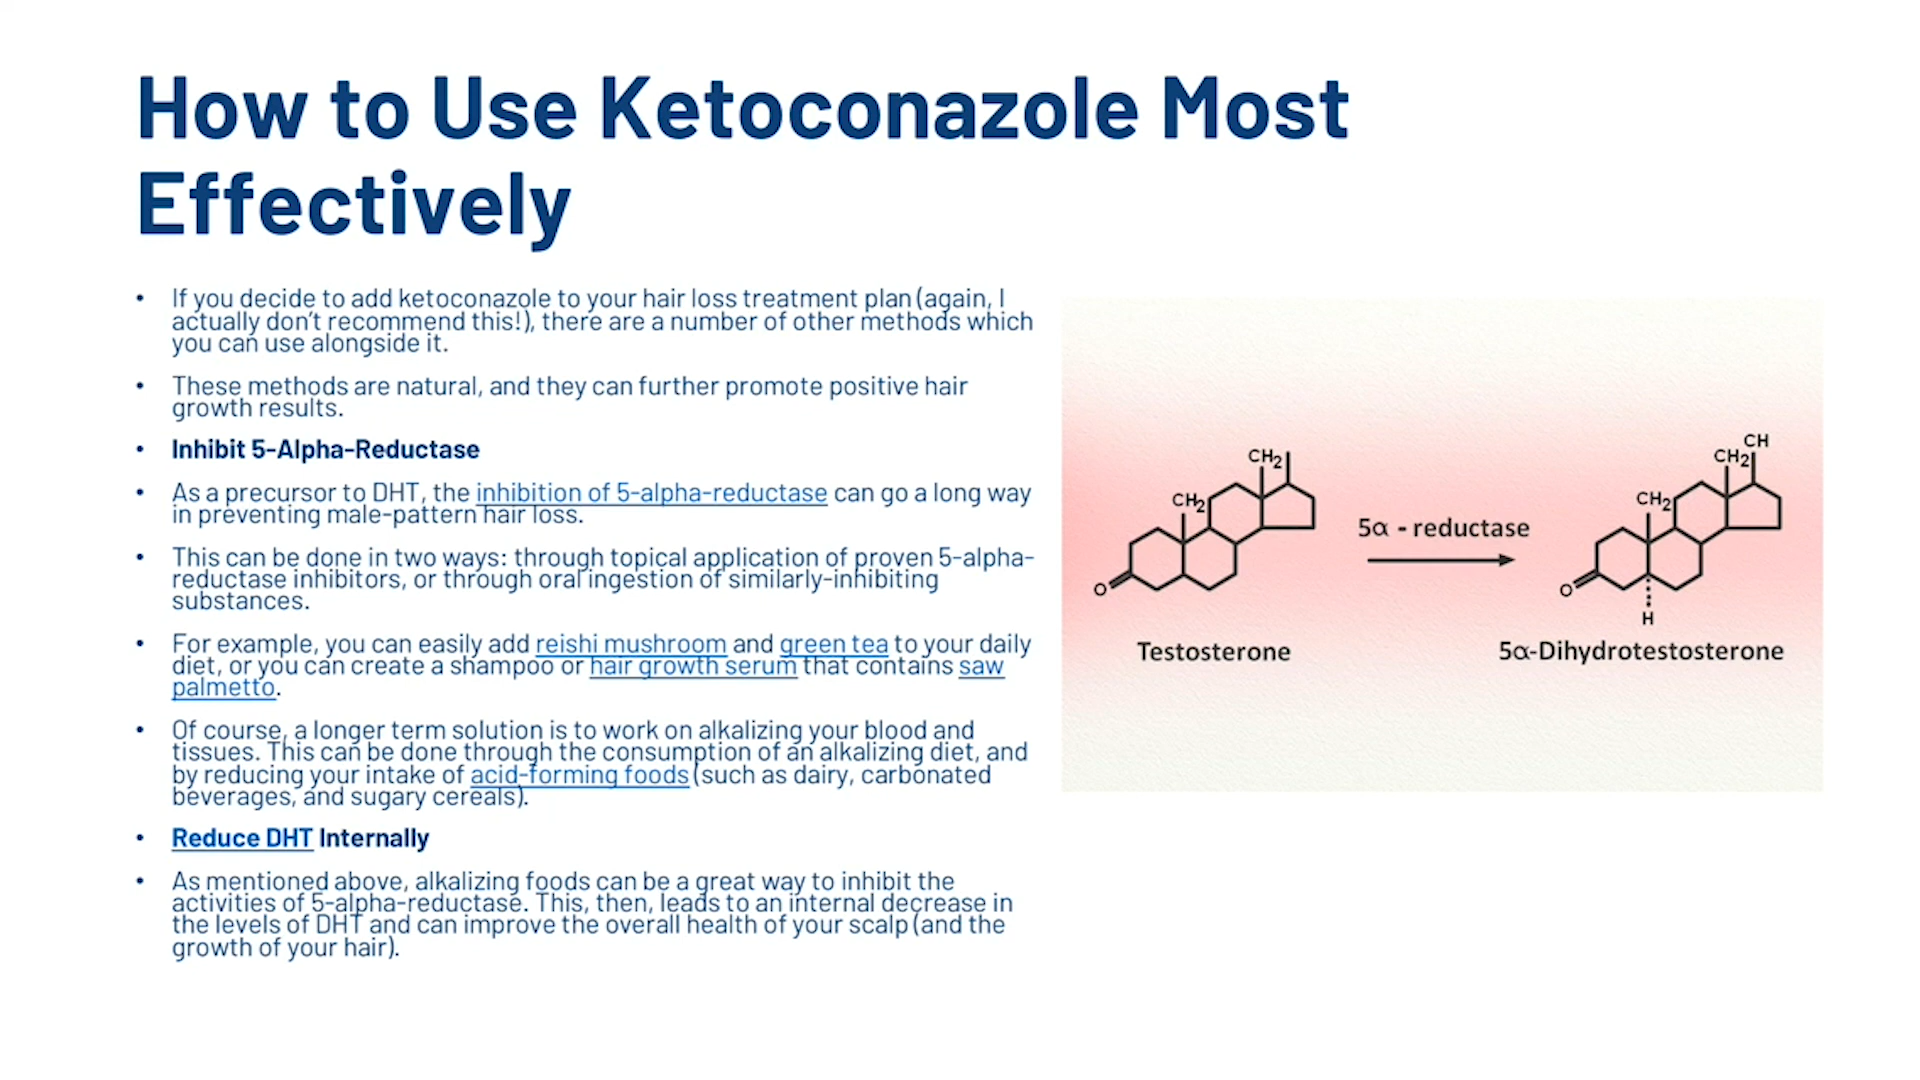 How to Use Ketoconazole Most
Effectively
• If you decide to add ketoconazole to your hair loss treatment plan (again, I
actually don't recommend this!), there are a number of other methods which
you can use alongside it.
• These methods are natural, and they can further promote positive hair
growth results.
• Inhibit 5-Alpha-Reductase
• As a precursor to DHT, the inhibition of 5-alpha-reductase can go a long way
in preventing male-pattern hair loss.
• This can be done in two ways: through topical application of proven 5-alpha-
reductase inhibitors, or through oral ingestion of similarly-inhibiting
substances.
• For example, you can easily add reishi mushroom and green tea to your daily
diet, or you can create a shampoo or hair growth serum that contains saw
palmetto.
• Of course, a longer term solution is to work on alkalizing your blood and
tissues. This can be done through the consumption of an alkalizing diet, and
by reducing your intake of acid-forming foods (such as dairy, carbonated
beverages, and sugary cereals).
• Reduce DHT Internally
• As mentioned above, alkalizing foods can be a great way to inhibit the
activities of 5-alpha-reductase. This, then, leads to an internal decrease in
the levels of DHT and can improve the overall health of your scalp (and the
growth of your hair).
CH2
CH2
O
Testosterone
5α - reductase
CH
CH2
CH2
O
H
5α-Dihydrotestosterone